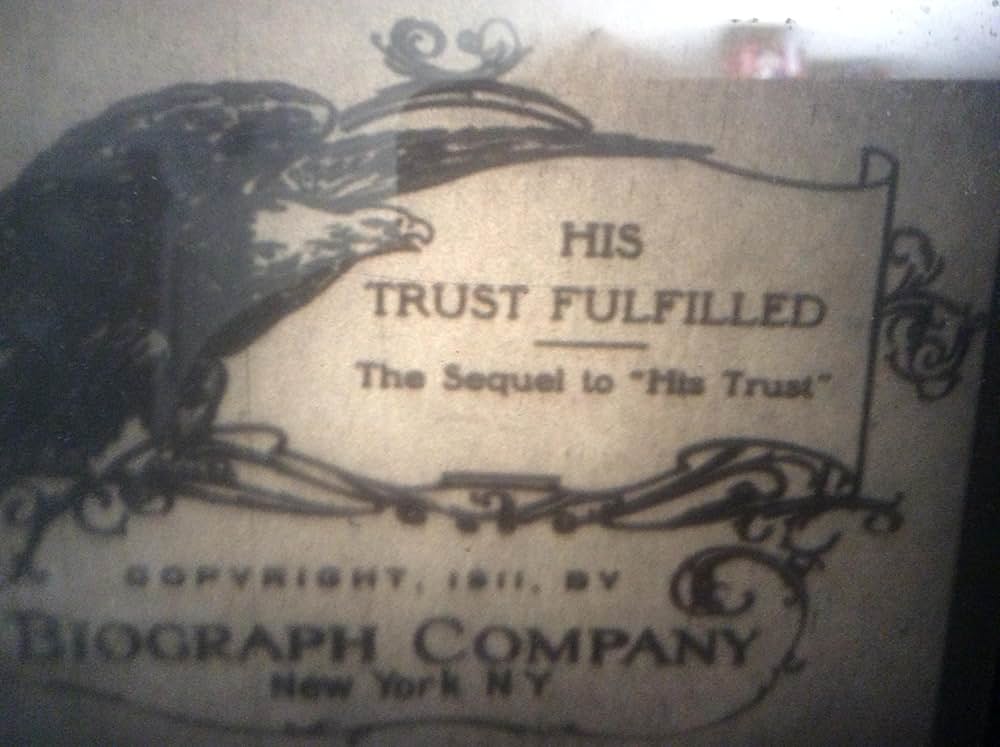 HIS
TRUST FULFILLED
The Sequel to "His Trust"
COPYRIGHT, 1911, BY
BIOGRAPH COMPANY
New York NY